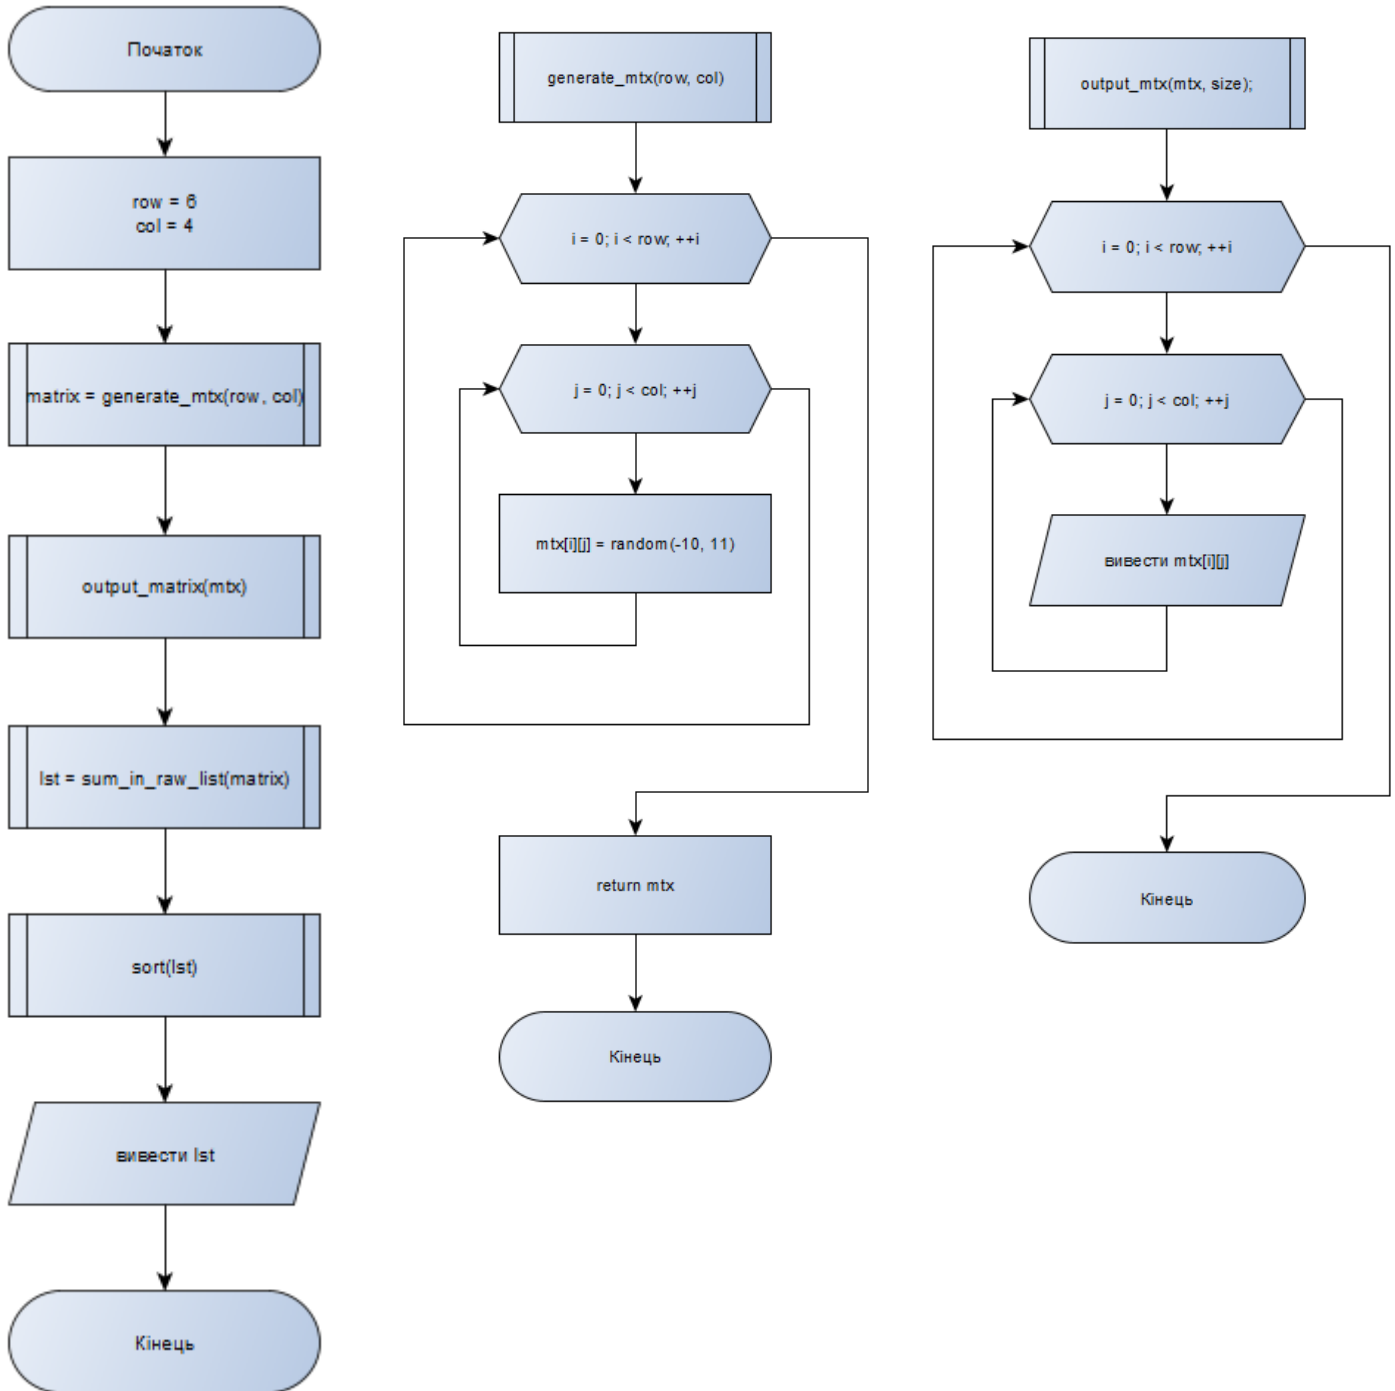 Початок
row = 6
col = 4
matrix = generate_mtx(row, col)
output_matrix(mtx)
lst = sum_in_raw_list(matrix)
sort(lst)
вивести lst
Кінець
generate_mtx(row, col)
i = 0; i < row; ++i
j = 0; j < col; ++j
mtx[i][j] = random(-10, 11)
return mtx
Кінець
output_mtx(mtx, size);
i = 0; i < row; ++i
j = 0; j < col; ++j
вивести mtx[i][j]
Кінець